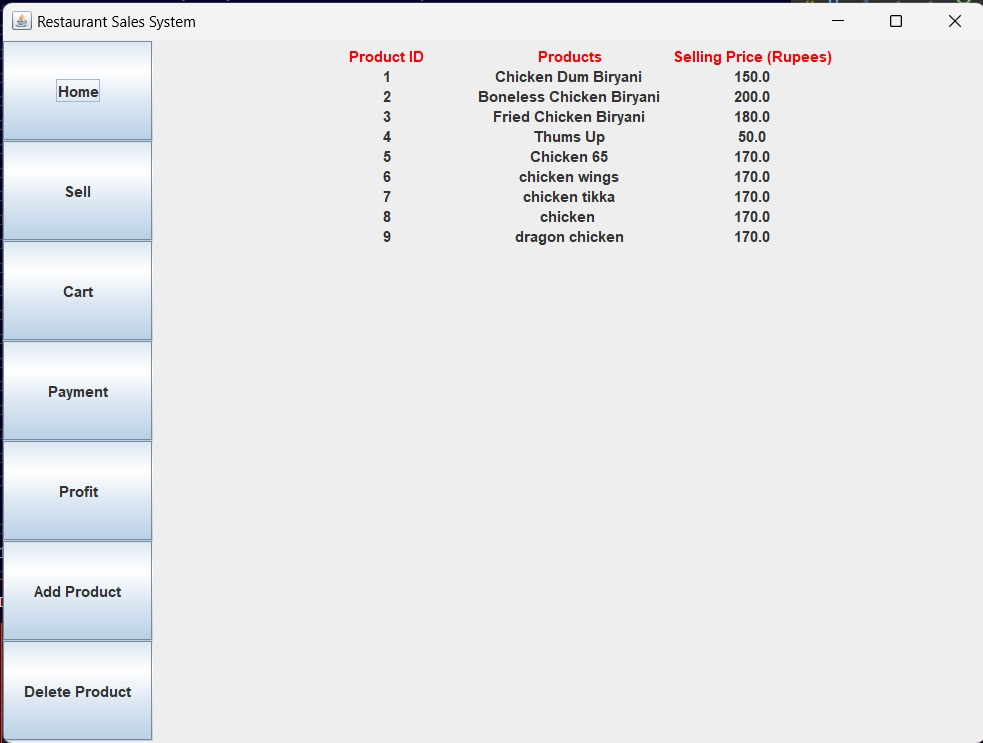 Restaurant Sales System
Home
Sell
Cart
Payment
Profit
Add Product
Delete Product
Product ID Products Selling Price (Rupees)
1 Chicken Dum Biryani 150.0
2 Boneless Chicken Biryani 200.0
3 Fried Chicken Biryani 180.0
4 Thums Up 50.0
5 Chicken 65 170.0
6 chicken wings 170.0
7 chicken tikka 170.0
8 chicken 170.0
9 dragon chicken 170.0